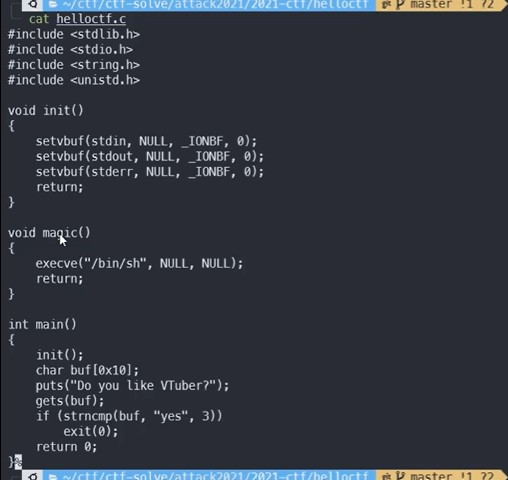 ~/ctf/ctf-solve/attack2021/2021-ctf/helloctf master !1 ?2
cat helloctf.c
#include <stdlib.h>
#include <stdio.h>
#include <string.h>
#include <unistd.h>
void init()
{
    setvbuf(stdin, NULL, _IONBF, 0);
    setvbuf(stdout, NULL, _IONBF, 0);
    setvbuf(stderr, NULL, _IONBF, 0);
    return;
}
void magic()
{
    execve("/bin/sh", NULL, NULL);
    return;
}
int main()
{
    init();
    char buf[0x10];
    puts("Do you like VTuber?");
    gets(buf);
    if (strncmp(buf, "yes", 3))
        exit(0);
    return 0;
}%
~/ctf/ctf-solve/attack2021/2021-ctf/helloctf master !1 ?2